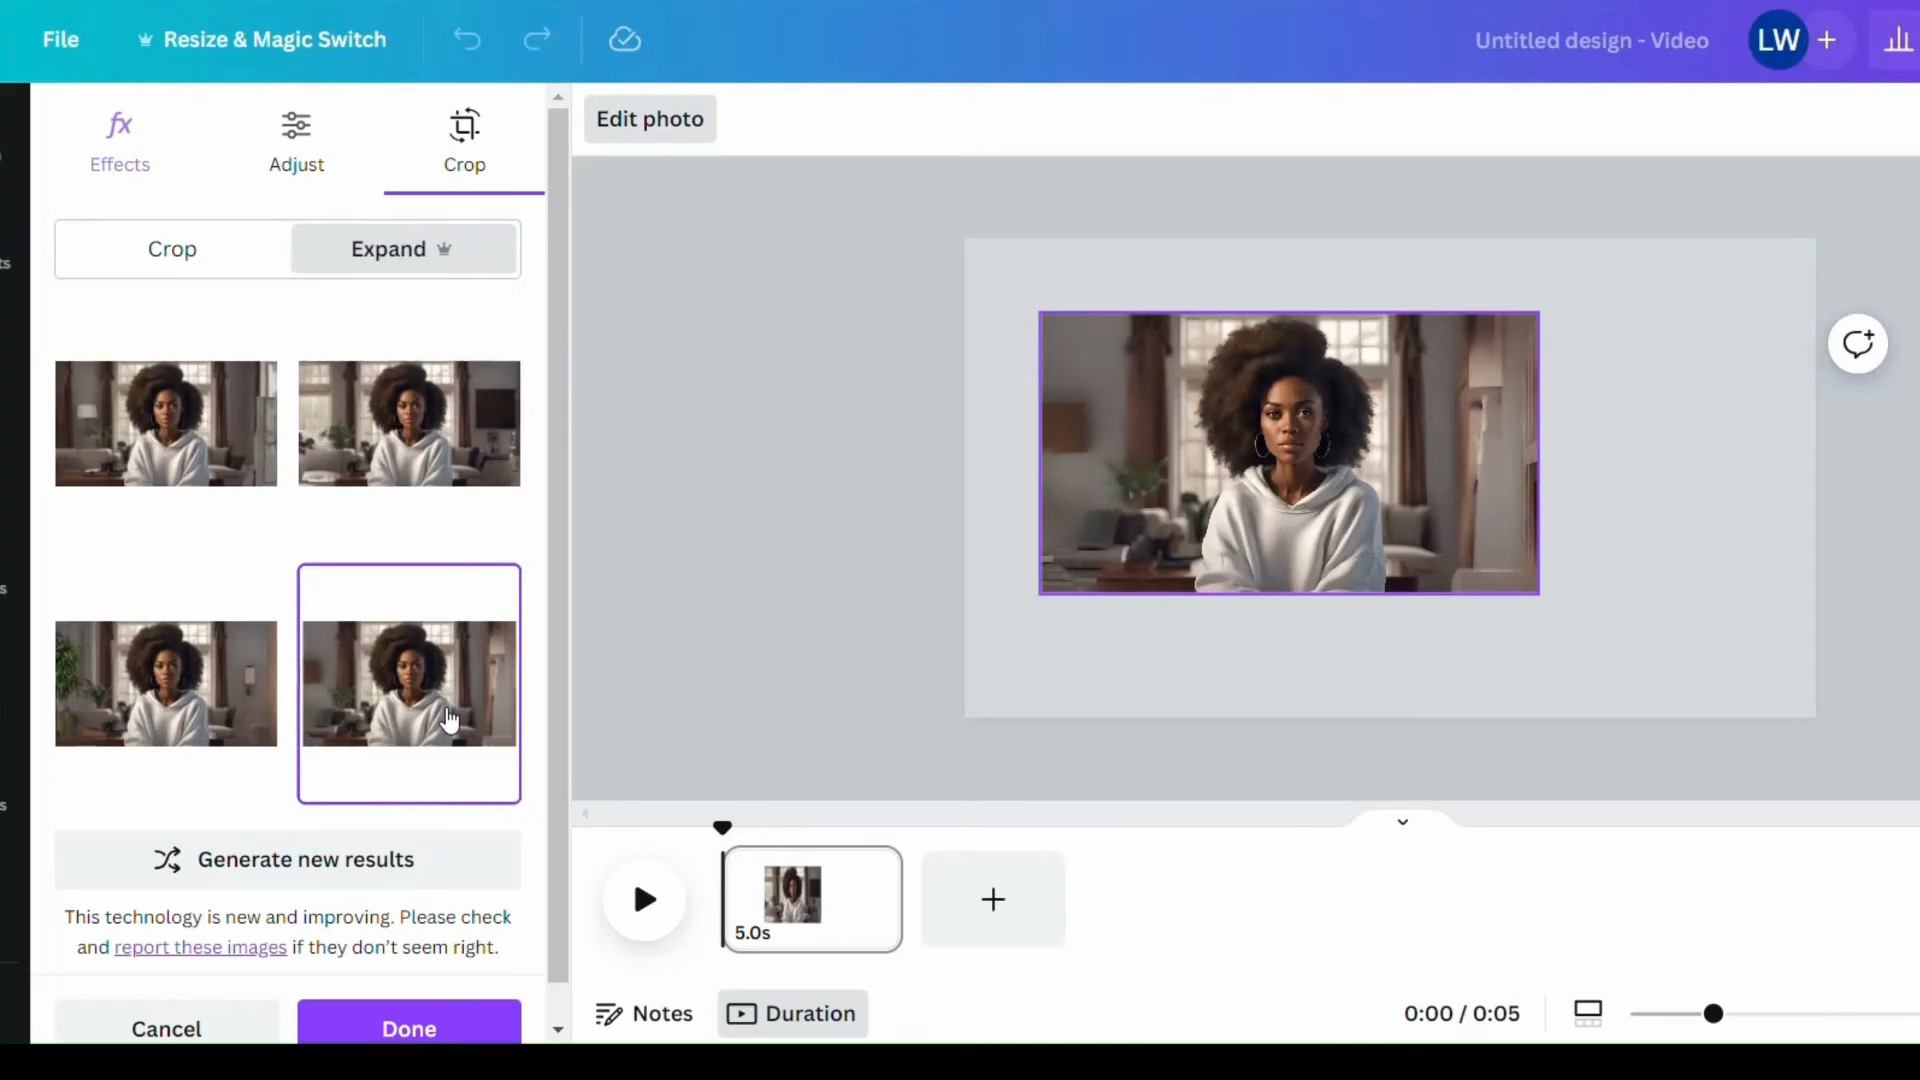 File
Resize & Magic Switch
Untitled design - Video
LW
+
fx
Effects
Adjust
Crop
Edit photo
Crop
Expand
ts
s
s
Generate new results
This technology is new and improving. Please check
and report these images if they don't seem right.
Cancel
Done
5.0s
+
Notes
Duration
0:00 / 0:05